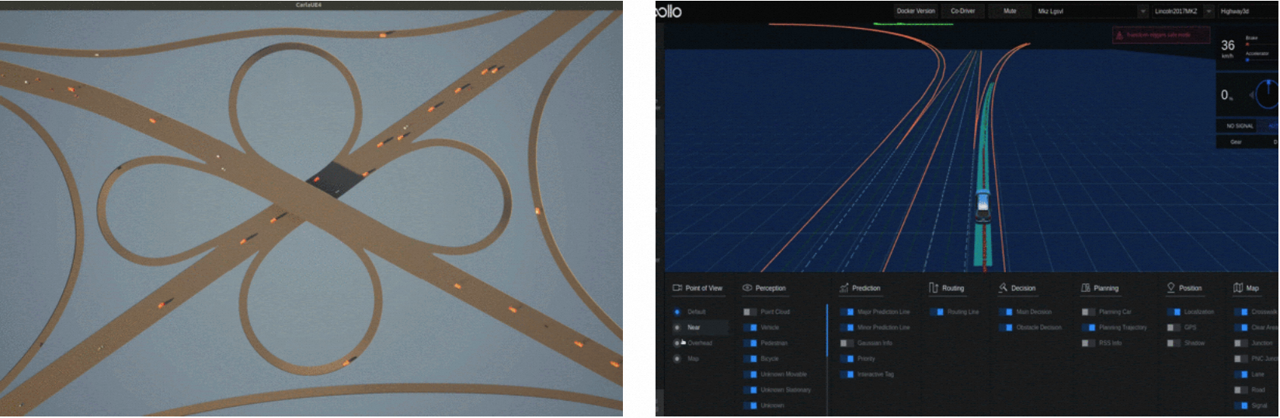 CarlaUE4
ollo
Docker Version Co-Driver Mute Mkz Lgsvl Lincoln2017MKZ Highway3d
36
km/h
Brake
Accelerator
0 %
NO SIGNAL
Gear
D
Point of View Perception Prediction Routing Decision Planning Position Map
Default Point Cloud Major Prediction Line Routing Line Main Decision Planning Car Localization Crosswalk
Near Vehicle Minor Prediction Line Obstacle Decision Planning Trajectory GPS Clear Area
Overhead Pedestrian Gaussian Info RSS Info Shadow Junction
Map Bicycle Priority PNC Junct
Unknown Movable Interactive Tag Lane
Unknown Stationary Road
Unknown Signal